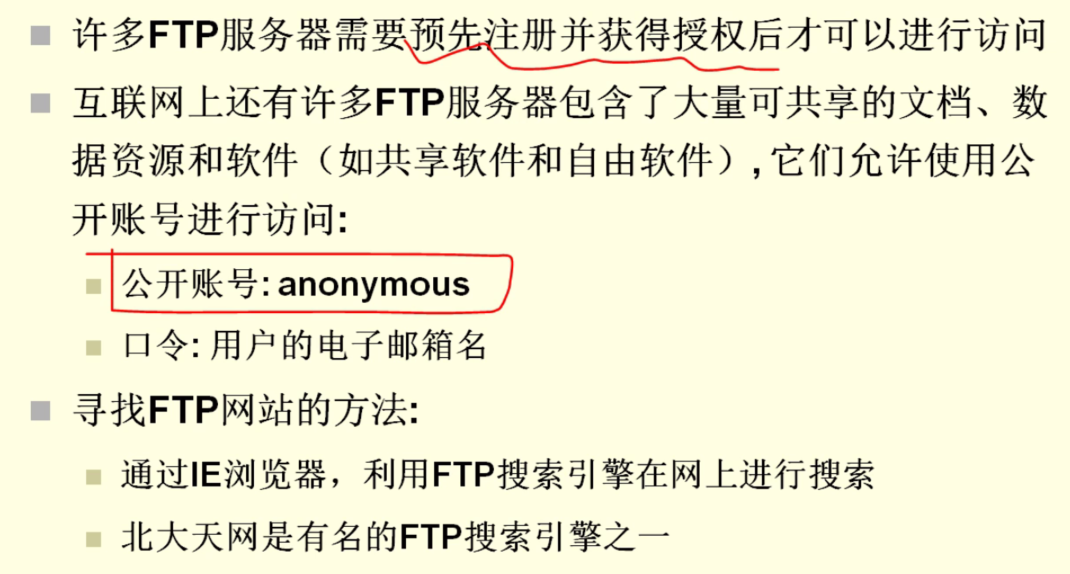 许多FTP服务器需要预先注册并获得授权后才可以进行访问
互联网上还有许多FTP服务器包含了大量可共享的文档、数
据资源和软件（如共享软件和自由软件）, 它们允许使用公
开账号进行访问:
公开账号: anonymous
口令: 用户的电子邮箱名
寻找FTP网站的方法:
通过IE浏览器，利用FTP搜索引擎在网上进行搜索
北大天网是有名的FTP搜索引擎之一